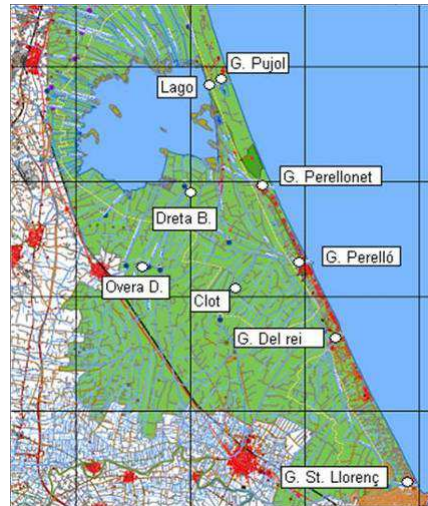 G. Pujol
Lago
G. Perellonet
Dreta B.
G. Perelló
Overa D.
Clot
G. Del rei
G. St. Llorenç